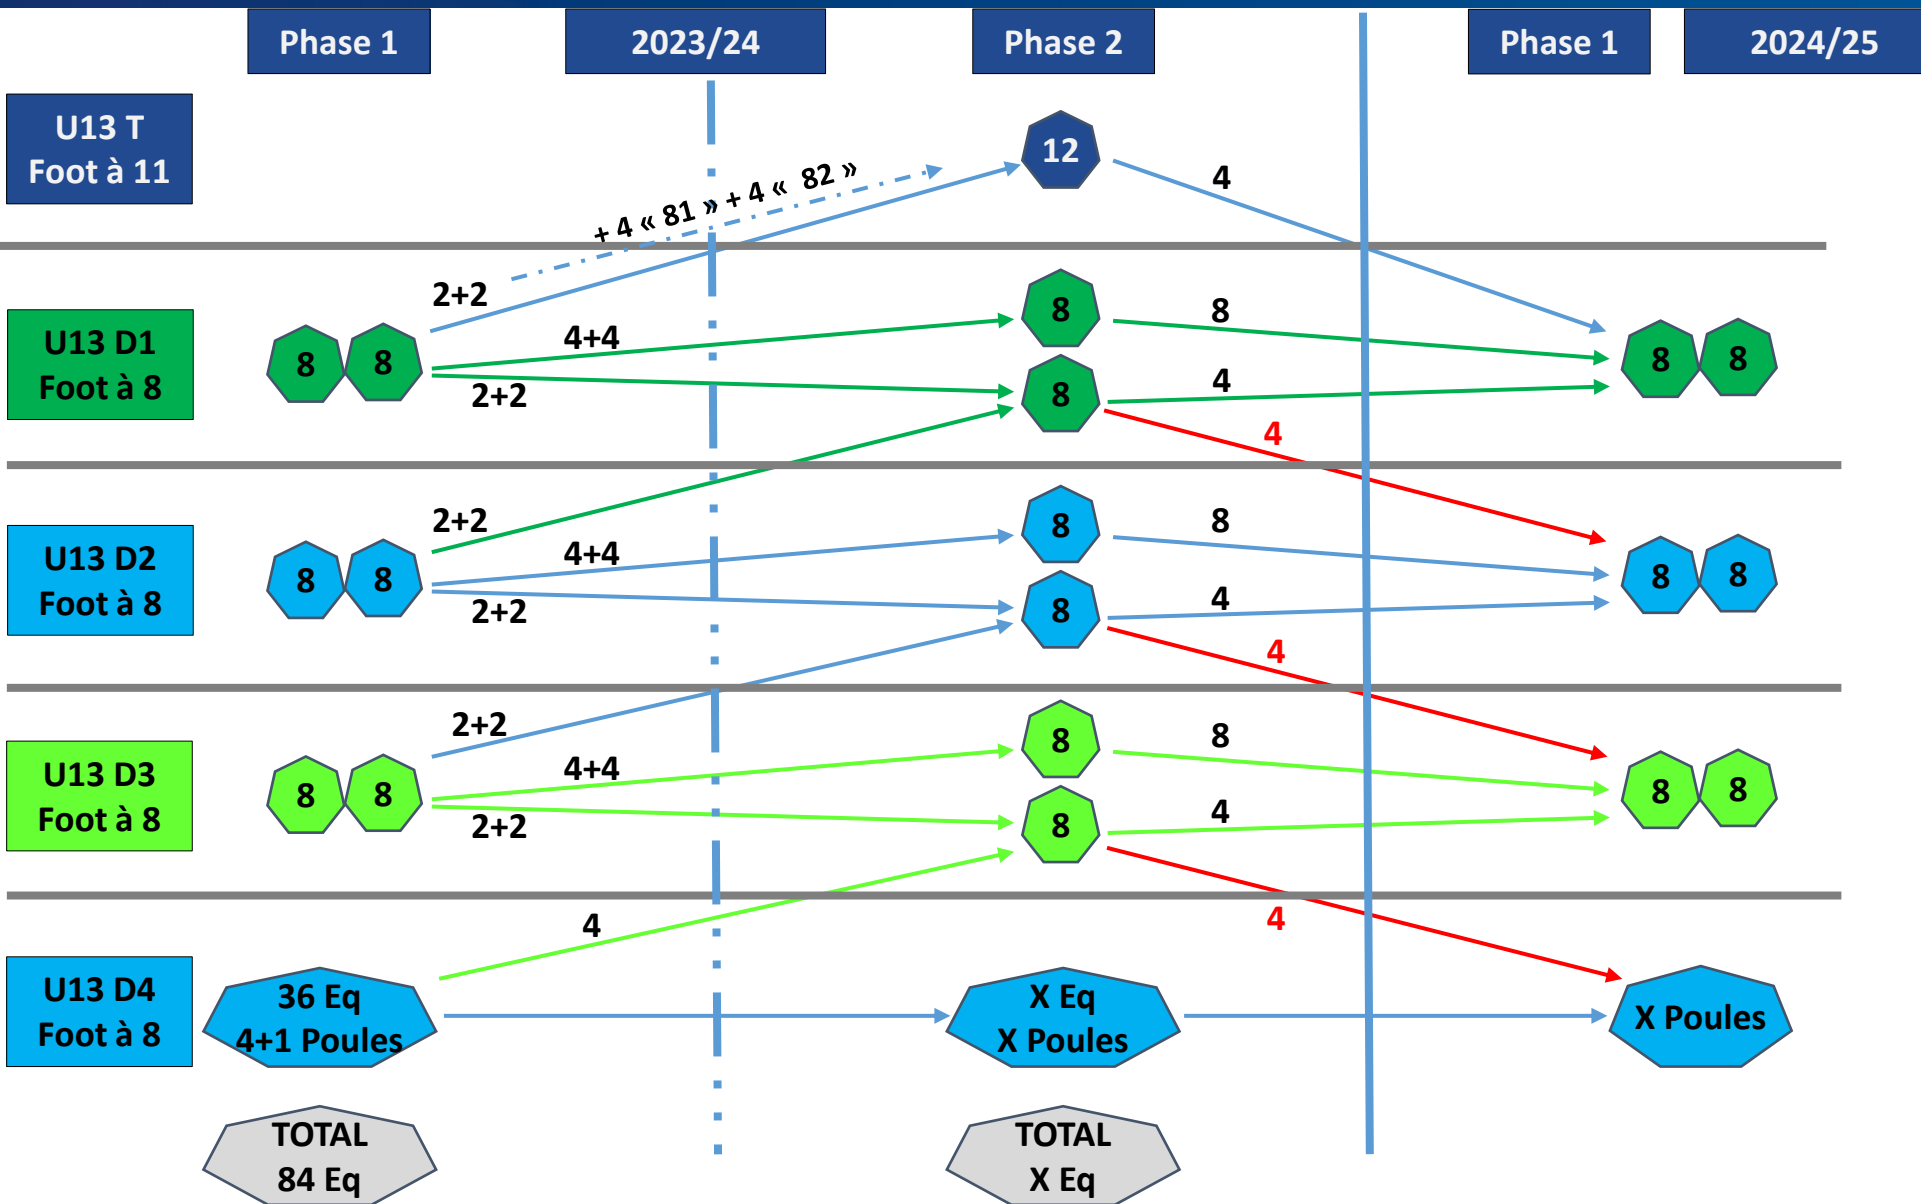 Phase 1
2023/24
Phase 2
Phase 1
2024/25
U13 T
Foot à 11
12
4
+ 4 « 81 » + 4 « 82 »
2+2
U13 D1
Foot à 8
8
8
4+4
2+2
8
8
8
4
4
8
8
2+2
U13 D2
Foot à 8
8
8
4+4
2+2
8
8
8
4
4
8
8
2+2
U13 D3
Foot à 8
8
8
4+4
2+2
8
8
8
4
4
8
8
4
U13 D4
Foot à 8
36 Eq
4+1 Poules
X Eq
X Poules
X Poules
TOTAL
84 Eq
TOTAL
X Eq